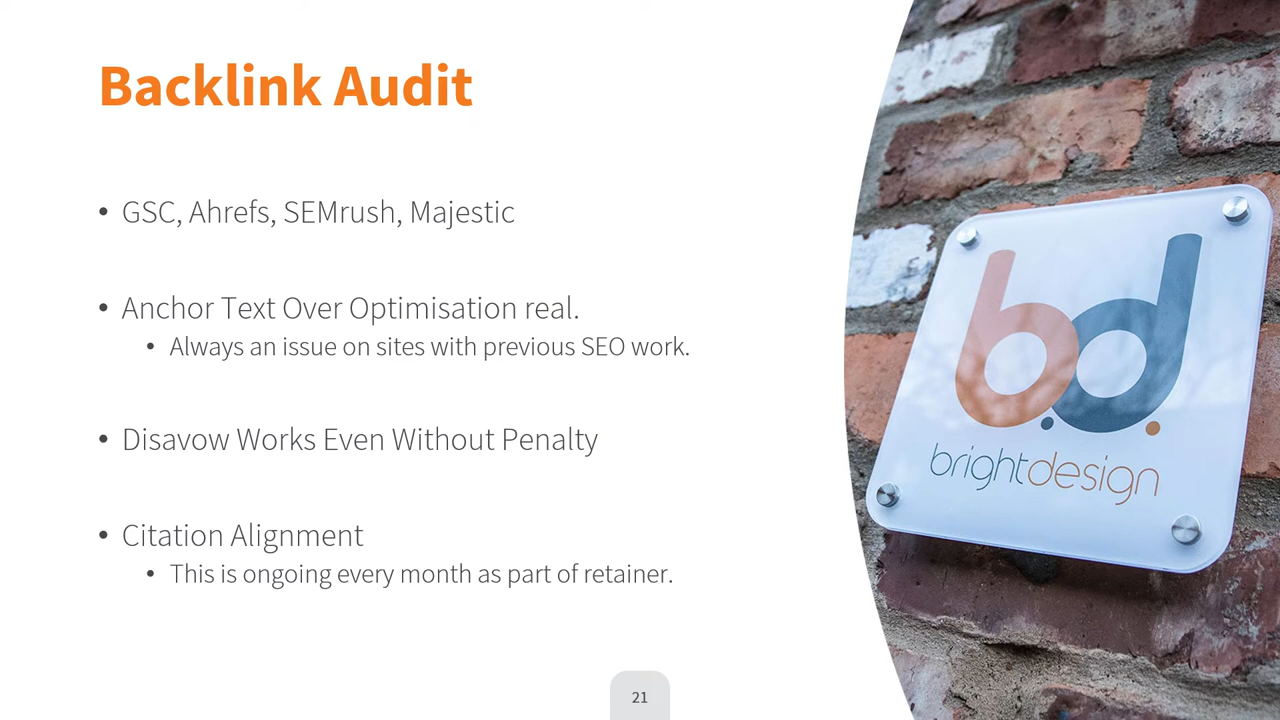 Backlink Audit
• GSC, Ahrefs, SEMrush, Majestic
• Anchor Text Over Optimisation real.
• Always an issue on sites with previous SEO work.
• Disavow Works Even Without Penalty
• Citation Alignment
• This is ongoing every month as part of retainer.
b.d.
brightdesign
21